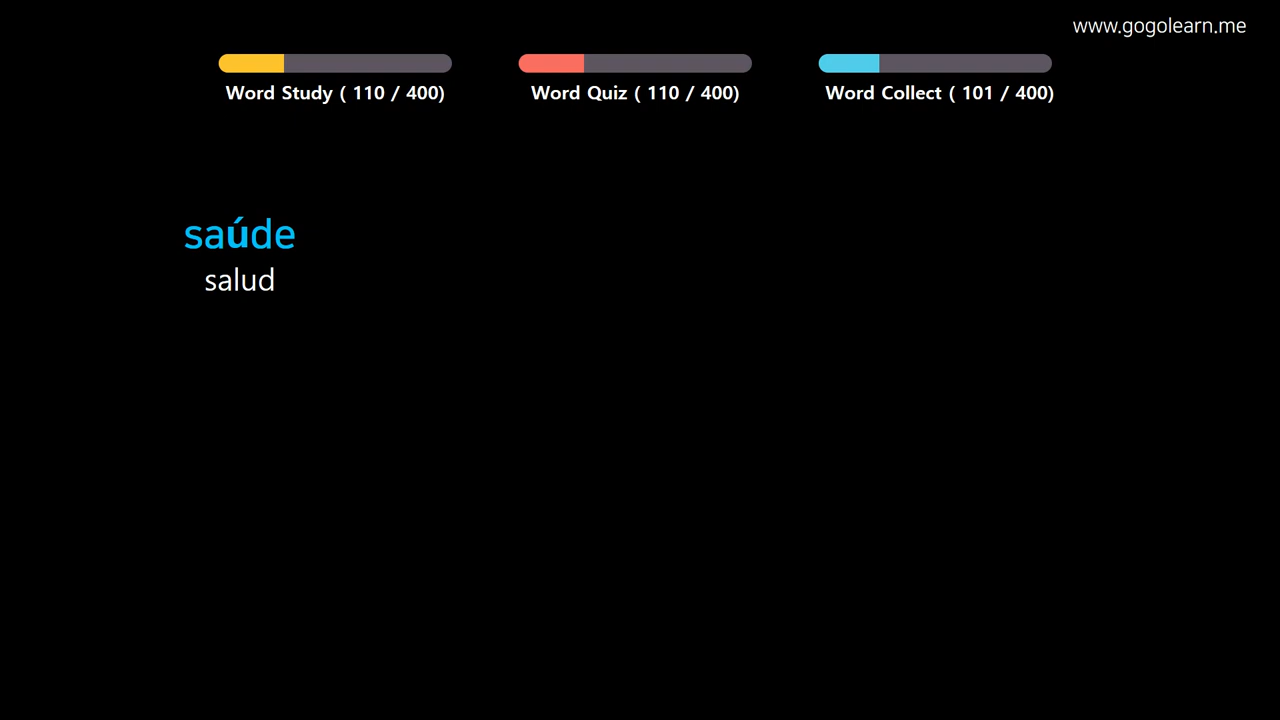 www.gogolearn.me
Word Study ( 110 / 400)
Word Quiz ( 110 / 400)
Word Collect ( 101 / 400)
saúde
salud